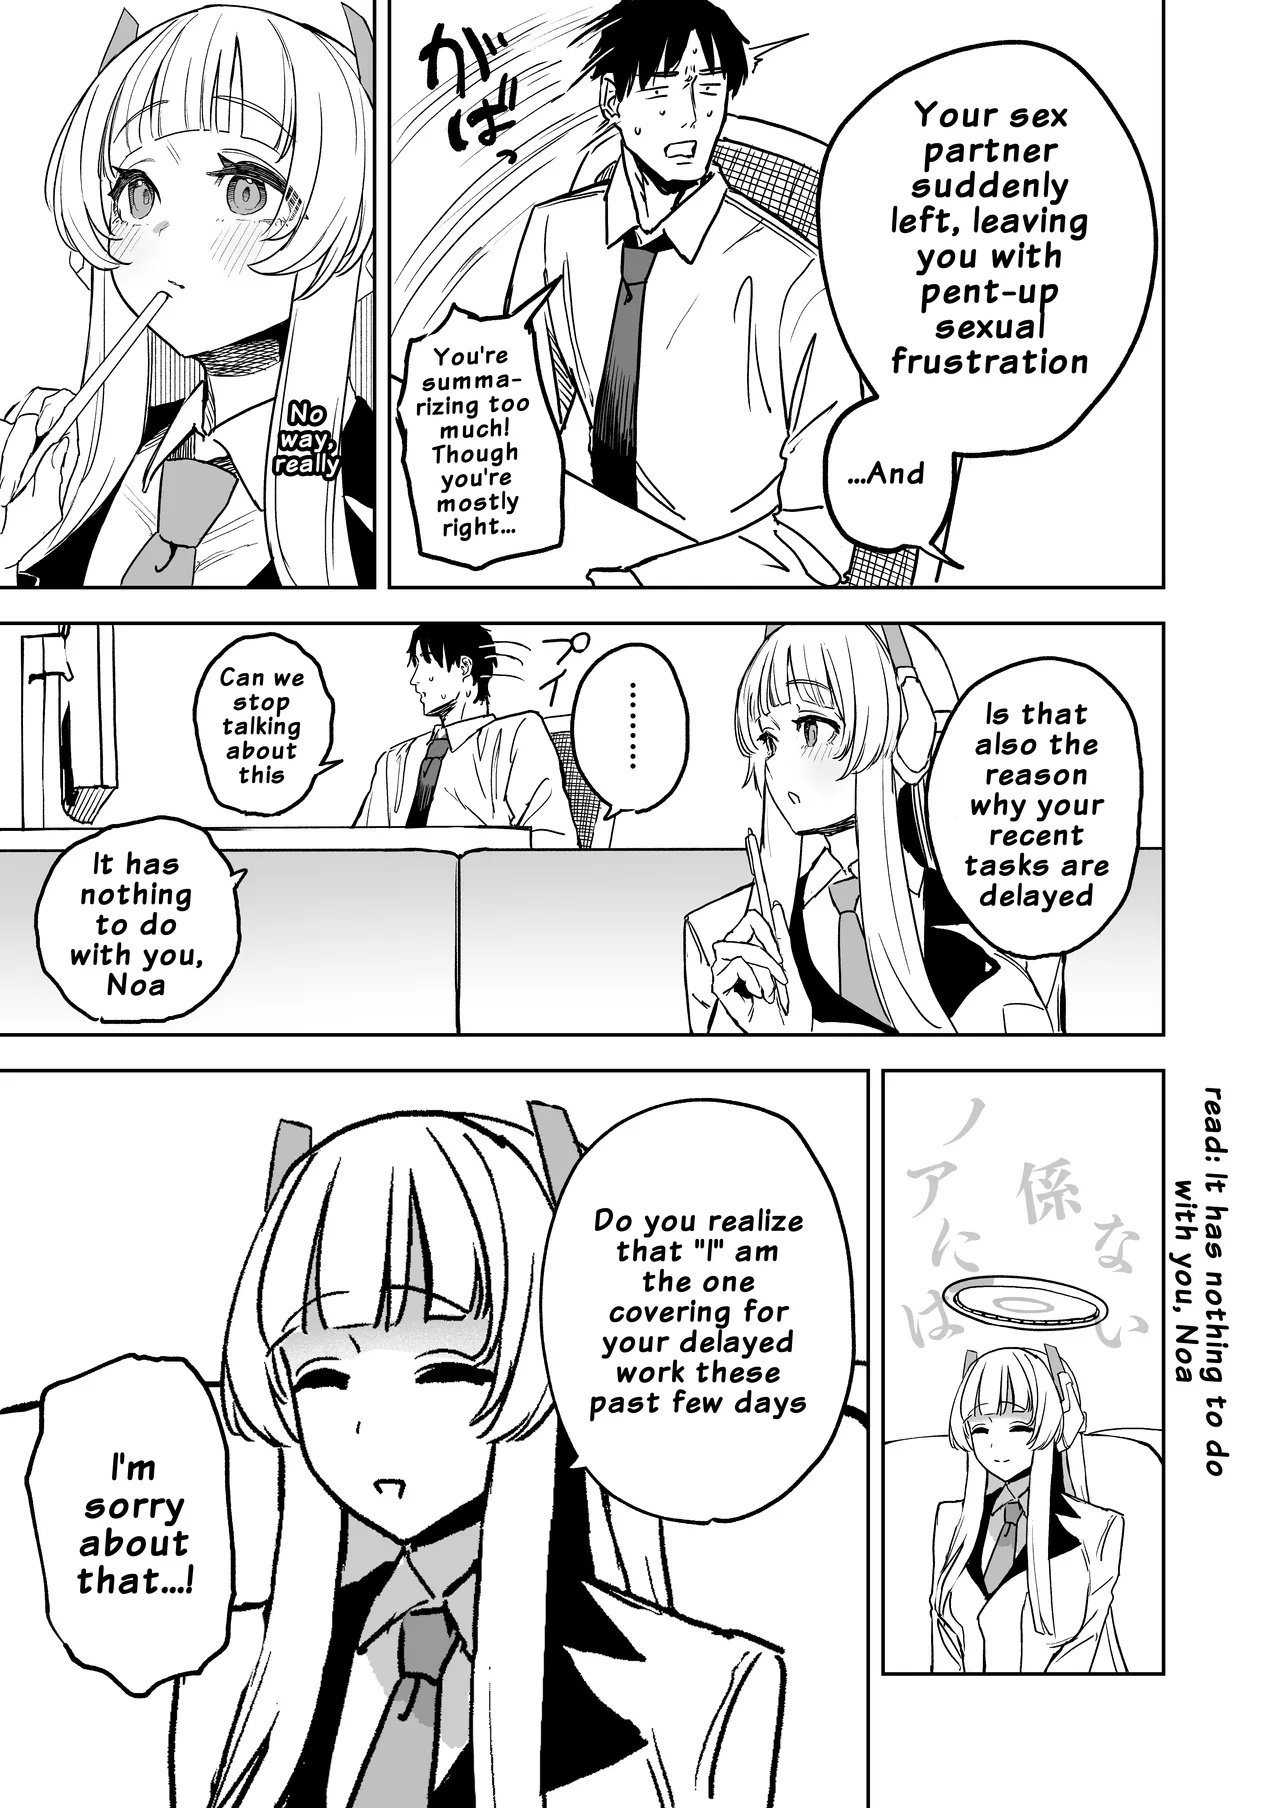 Your sex
partner
suddenly
left, leaving
you with
pent-up
sexual
frustration
...And
がばっ
You're
summa-
rizing too
much!
Though
you're
mostly
right...
No
way,
really
Is that
also the
reason
why your
recent
tasks are
delayed
.........
プイ
Can we
stop
talking
about
this
It has
nothing
to do
with you,
Noa
ノアには
係ない
read: It has nothing to do
with you, Noa
Do you realize
that "I" am
the one
covering for
your delayed
work these
past few days
I'm
sorry
about
that...!